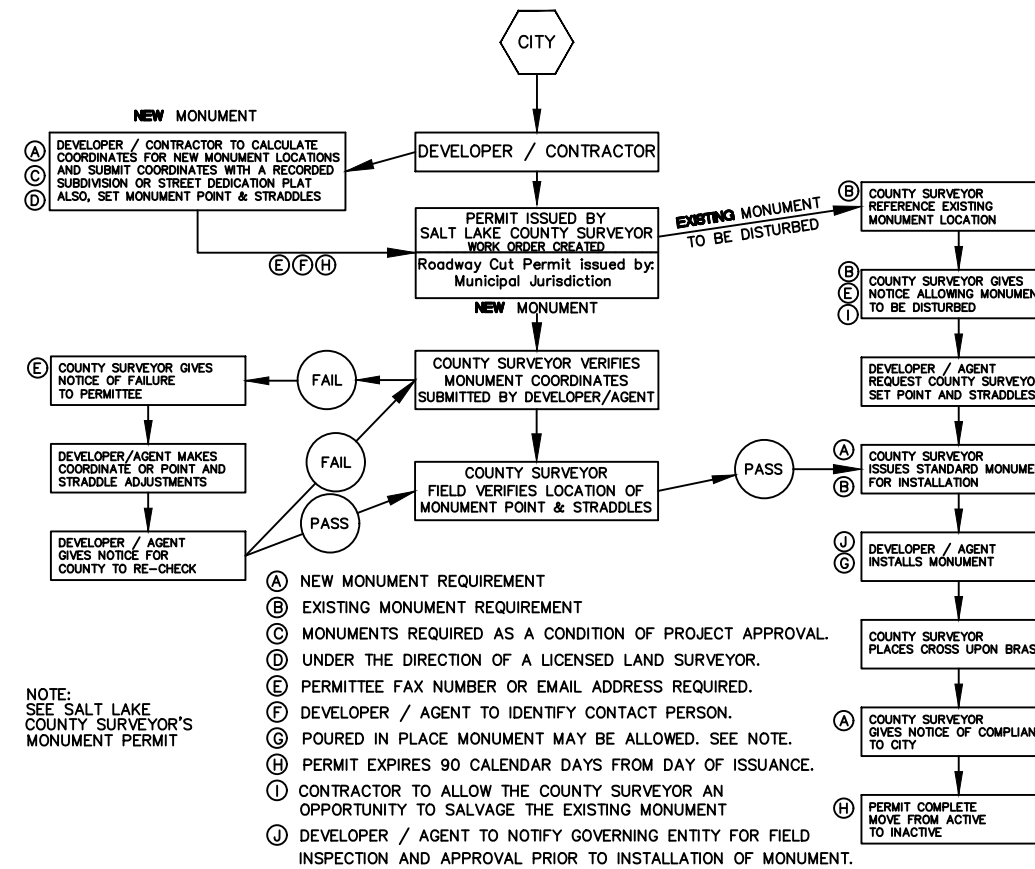 CITY
NEW MONUMENT
A
C
D
DEVELOPER / CONTRACTOR TO CALCULATE
COORDINATES FOR NEW MONUMENT LOCATIONS
AND SUBMIT COORDINATES WITH A RECORDED
SUBDIVISION OR STREET DEDICATION PLAT
ALSO, SET MONUMENT POINT & STRADDLES
DEVELOPER / CONTRACTOR
PERMIT ISSUED BY
SALT LAKE COUNTY SURVEYOR
WORK ORDER CREATED
Roadway Cut Permit issued by:
Municipal Jurisdiction
E F H
EXISTING MONUMENT
TO BE DISTURBED
B
COUNTY SURVEYOR
REFERENCE EXISTING
MONUMENT LOCATION
B
E
I
COUNTY SURVEYOR GIVES
NOTICE ALLOWING MONUMEN
TO BE DISTURBED
DEVELOPER / AGENT
REQUEST COUNTY SURVEYO
SET POINT AND STRADDLES
NEW MONUMENT
COUNTY SURVEYOR VERIFIES
MONUMENT COORDINATES
SUBMITTED BY DEVELOPER/AGENT
FAIL
E
COUNTY SURVEYOR GIVES
NOTICE OF FAILURE
TO PERMITTEE
DEVELOPER/AGENT MAKES
COORDINATE OR POINT AND
STRADDLE ADJUSTMENTS
DEVELOPER / AGENT
GIVES NOTICE FOR
COUNTY TO RE-CHECK
FAIL
PASS
COUNTY SURVEYOR
FIELD VERIFIES LOCATION OF
MONUMENT POINT & STRADDLES
PASS
A
B
COUNTY SURVEYOR
ISSUES STANDARD MONUME
FOR INSTALLATION
J
G
DEVELOPER / AGENT
INSTALLS MONUMENT
COUNTY SURVEYOR
PLACES CROSS UPON BRAS
A
COUNTY SURVEYOR
GIVES NOTICE OF COMPLIAN
TO CITY
H
PERMIT COMPLETE
MOVE FROM ACTIVE
TO INACTIVE
A NEW MONUMENT REQUIREMENT
B EXISTING MONUMENT REQUIREMENT
C MONUMENTS REQUIRED AS A CONDITION OF PROJECT APPROVAL.
D UNDER THE DIRECTION OF A LICENSED LAND SURVEYOR.
E PERMITTEE FAX NUMBER OR EMAIL ADDRESS REQUIRED.
F DEVELOPER / AGENT TO IDENTIFY CONTACT PERSON.
G POURED IN PLACE MONUMENT MAY BE ALLOWED. SEE NOTE.
H PERMIT EXPIRES 90 CALENDAR DAYS FROM DAY OF ISSUANCE.
I CONTRACTOR TO ALLOW THE COUNTY SURVEYOR AN
OPPORTUNITY TO SALVAGE THE EXISTING MONUMENT
J DEVELOPER / AGENT TO NOTIFY GOVERNING ENTITY FOR FIELD
INSPECTION AND APPROVAL PRIOR TO INSTALLATION OF MONUMENT.
NOTE:
SEE SALT LAKE
COUNTY SURVEYOR'S
MONUMENT PERMIT